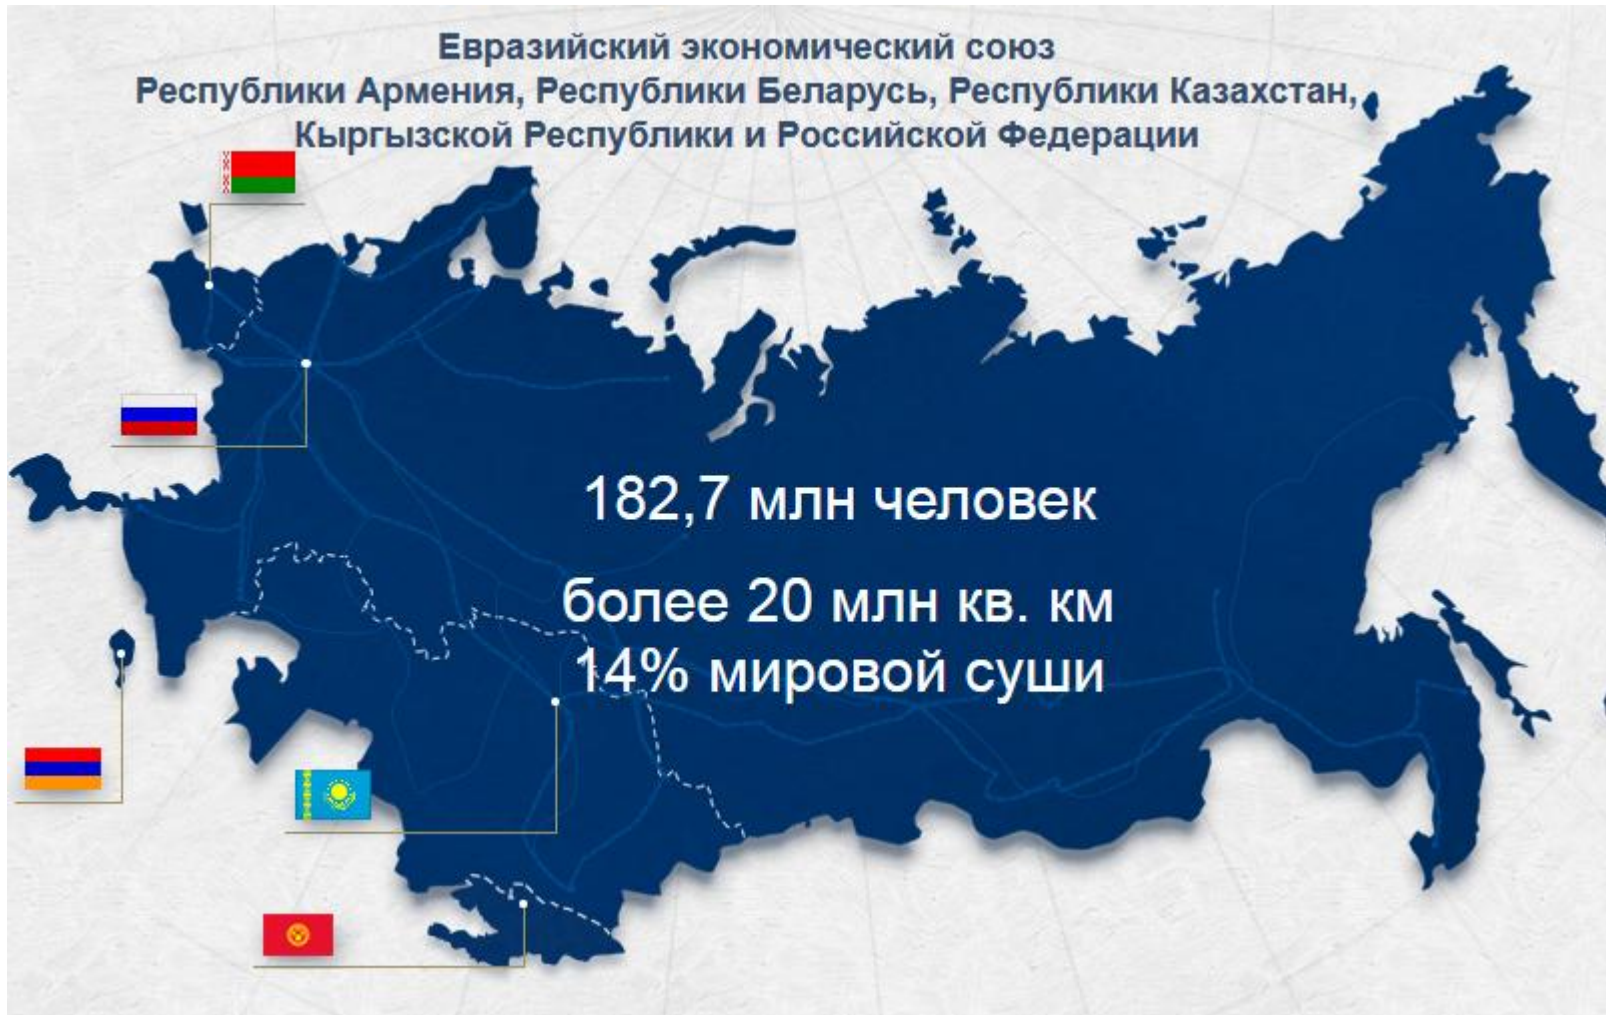 Евразийский экономический союз
Республики Армения, Республики Беларусь, Республики Казахстан,
Кыргызской Республики и Российской Федерации
182,7 млн человек
более 20 млн кв. км
14% мировой суши